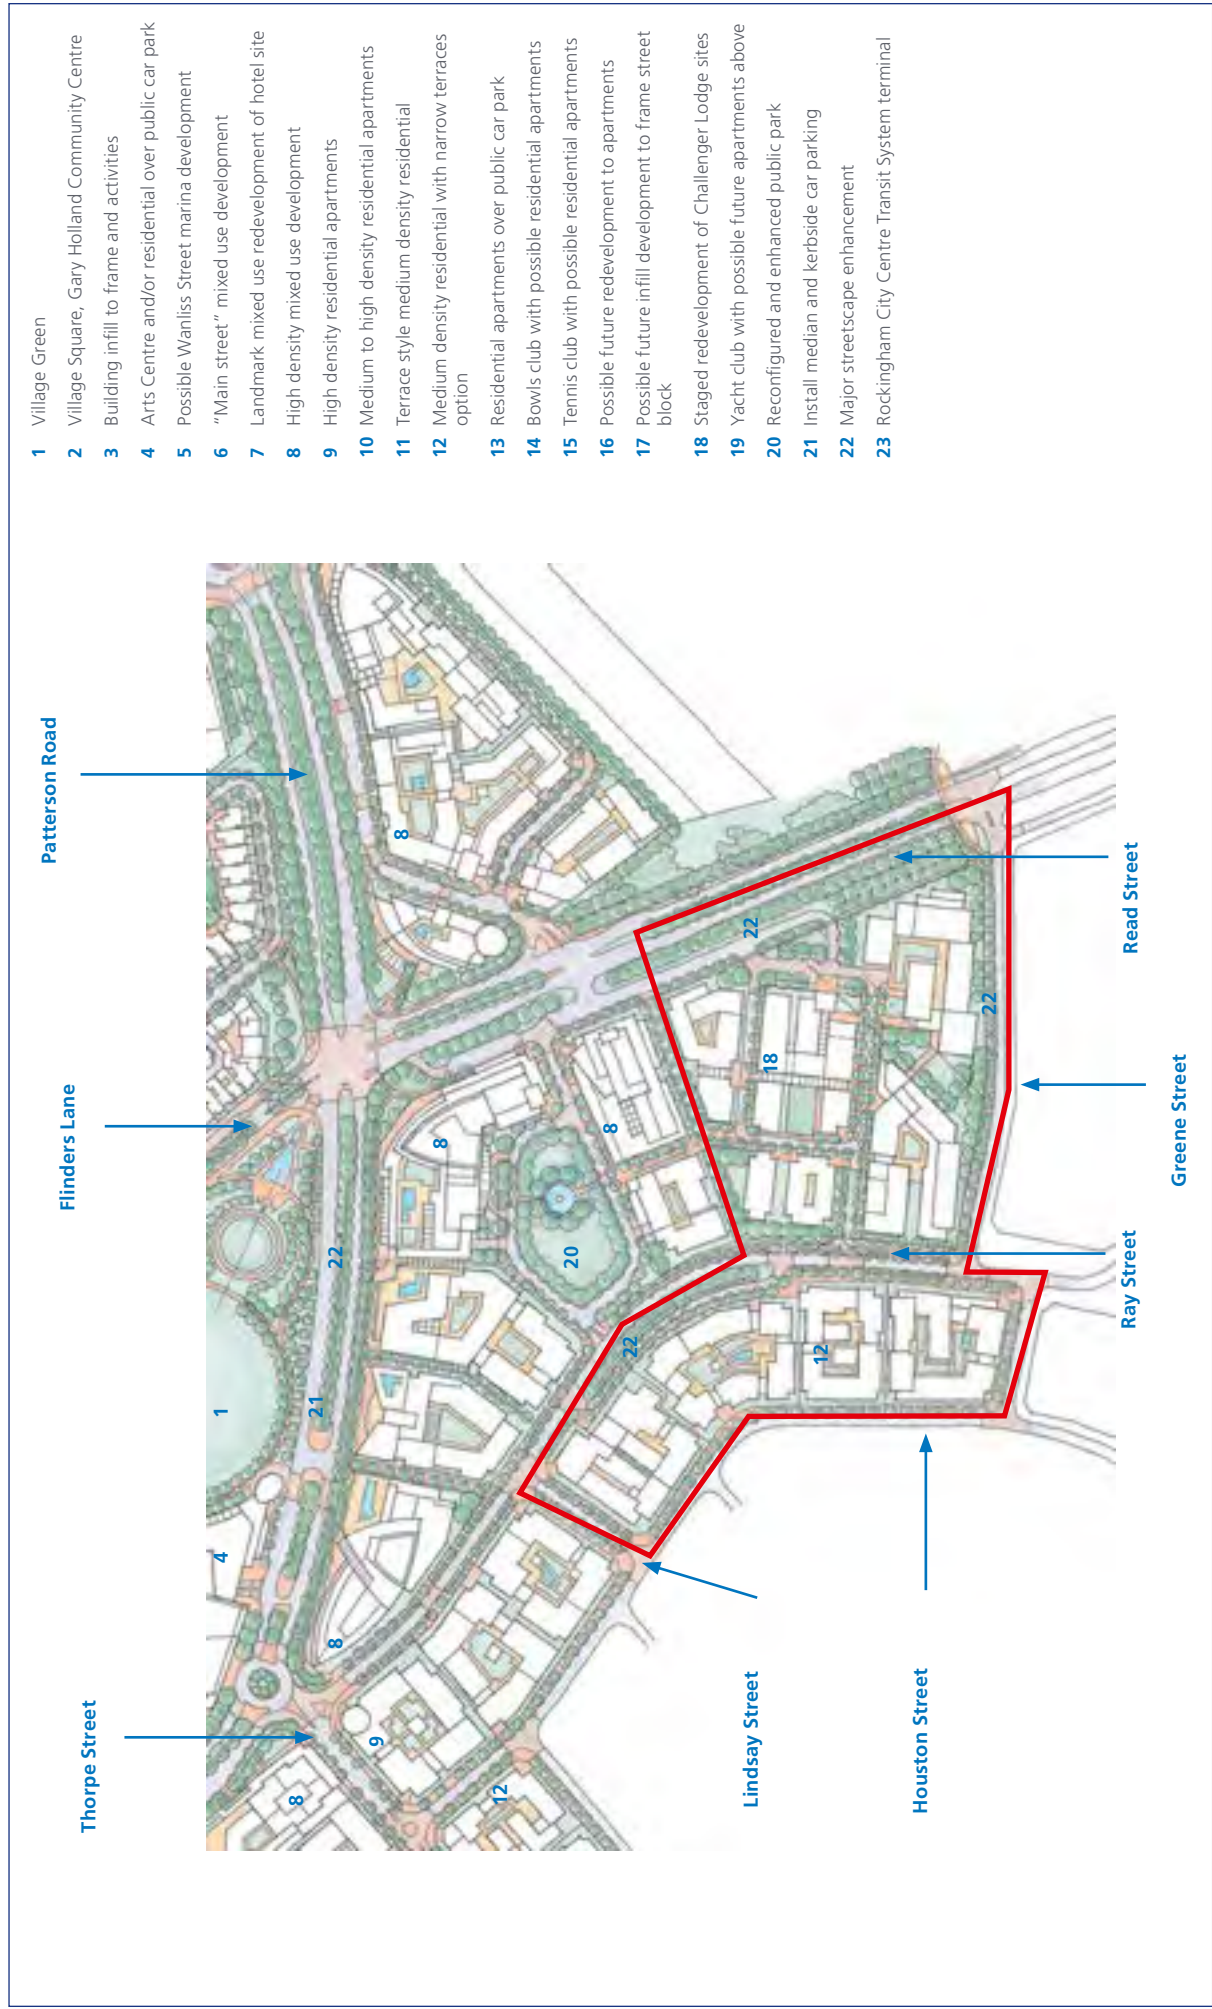 1 Village Green
2 Village Square, Gary Holland Community Centre
3 Building infill to frame and activities
4 Arts Centre and/or residential over public car park
5 Possible Wanliss Street marina development
6 “Main street” mixed use development
7 Landmark mixed use redevelopment of hotel site
8 High density mixed use development
9 High density residential apartments
10 Medium to high density residential apartments
11 Terrace style medium density residential
12 Medium density residential with narrow terraces
option
13 Residential apartments over public car park
14 Bowls club with possible residential apartments
15 Tennis club with possible residential apartments
16 Possible future redevelopment to apartments
17 Possible future infill development to frame street
block
18 Staged redevelopment of Challenger Lodge sites
19 Yacht club with possible future apartments above
20 Reconfigured and enhanced public park
21 Install median and kerbside car parking
22 Major streetscape enhancement
23 Rockingham City Centre Transit System terminal
Thorpe Street
Flinders Lane
Patterson Road
4
1
8
8
21
22
9
8
8
12
20
8
22
22
18
12
22
Lindsay Street
Houston Street
Ray Street
Greene Street
Read Street